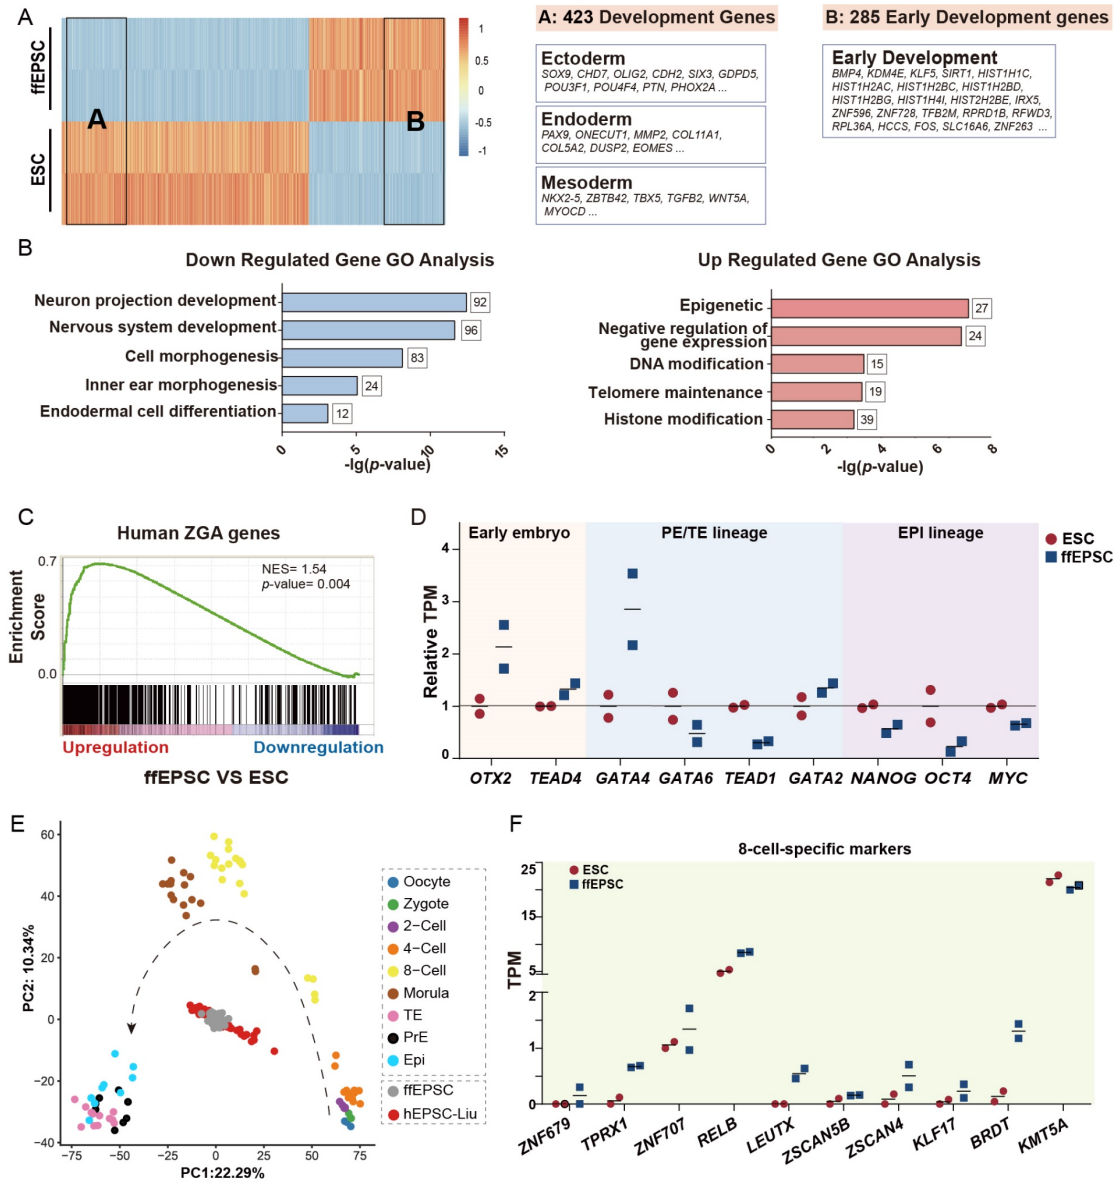 A
ffEPSC
ESC
A
B
1
0.5
0
-0.5
-1
A: 423 Development Genes
Ectoderm
SOX9, CHD7, OLIG2, CDH2, SIX3, GDPD5,
POU3F1, POU4F4, PTN, PHOX2A ...
Endoderm
PAX9, ONECUT1, MMP2, COL11A1,
COL5A2, DUSP2, EOMES ...
Mesoderm
NKX2-5, ZBTB42, TBX5, TGFB2, WNT5A,
MYOCD ...
B: 285 Early Development genes
Early Development
BMP4, KDM4E, KLF5, SIRT1, HIST1H1C,
HIST1H2AC, HIST1H2BC, HIST1H2BD,
HIST1H2BG, HIST1H4I, HIST2H2BE, IRX5,
ZNF596, ZNF728, TFB2M, RPRD1B, RFWD3,
RPL36A, HCCS, FOS, SLC16A6, ZNF263 ...
B
Down Regulated Gene GO Analysis
Neuron projection development
92
Nervous system development
96
Cell morphogenesis
83
Inner ear morphogenesis
24
Endodermal cell differentiation
12
0
5
10
15
-lg(p-value)
Up Regulated Gene GO Analysis
Epigenetic
27
Negative regulation of
gene expression
24
DNA modification
15
Telomere maintenance
19
Histone modification
39
0
2
4
6
8
-lg(p-value)
C
Human ZGA genes
Enrichment
Score
0.7
0.0
NES= 1.54
p-value= 0.004
Upregulation
Downregulation
ffEPSC VS ESC
D
Early embryo
PE/TE lineage
EPI lineage
ESC
ffEPSC
Relative TPM
4
3
2
1
0
OTX2
TEAD4
GATA4
GATA6
TEAD1
GATA2
NANOG
OCT4
MYC
E
PC2: 10.34%
60
40
20
0
−20
−40
−75
−50
−25
0
25
50
75
PC1:22.29%
Oocyte
Zygote
2−Cell
4−Cell
8−Cell
Morula
TE
PrE
Epi
ffEPSC
hEPSC-Liu
F
8-cell-specific markers
ESC
ffEPSC
TPM
25
15
5
2
1
0
ZNF679
TPRX1
ZNF707
RELB
LEUTX
ZSCAN5B
ZSCAN4
KLF17
BRDT
KMT5A